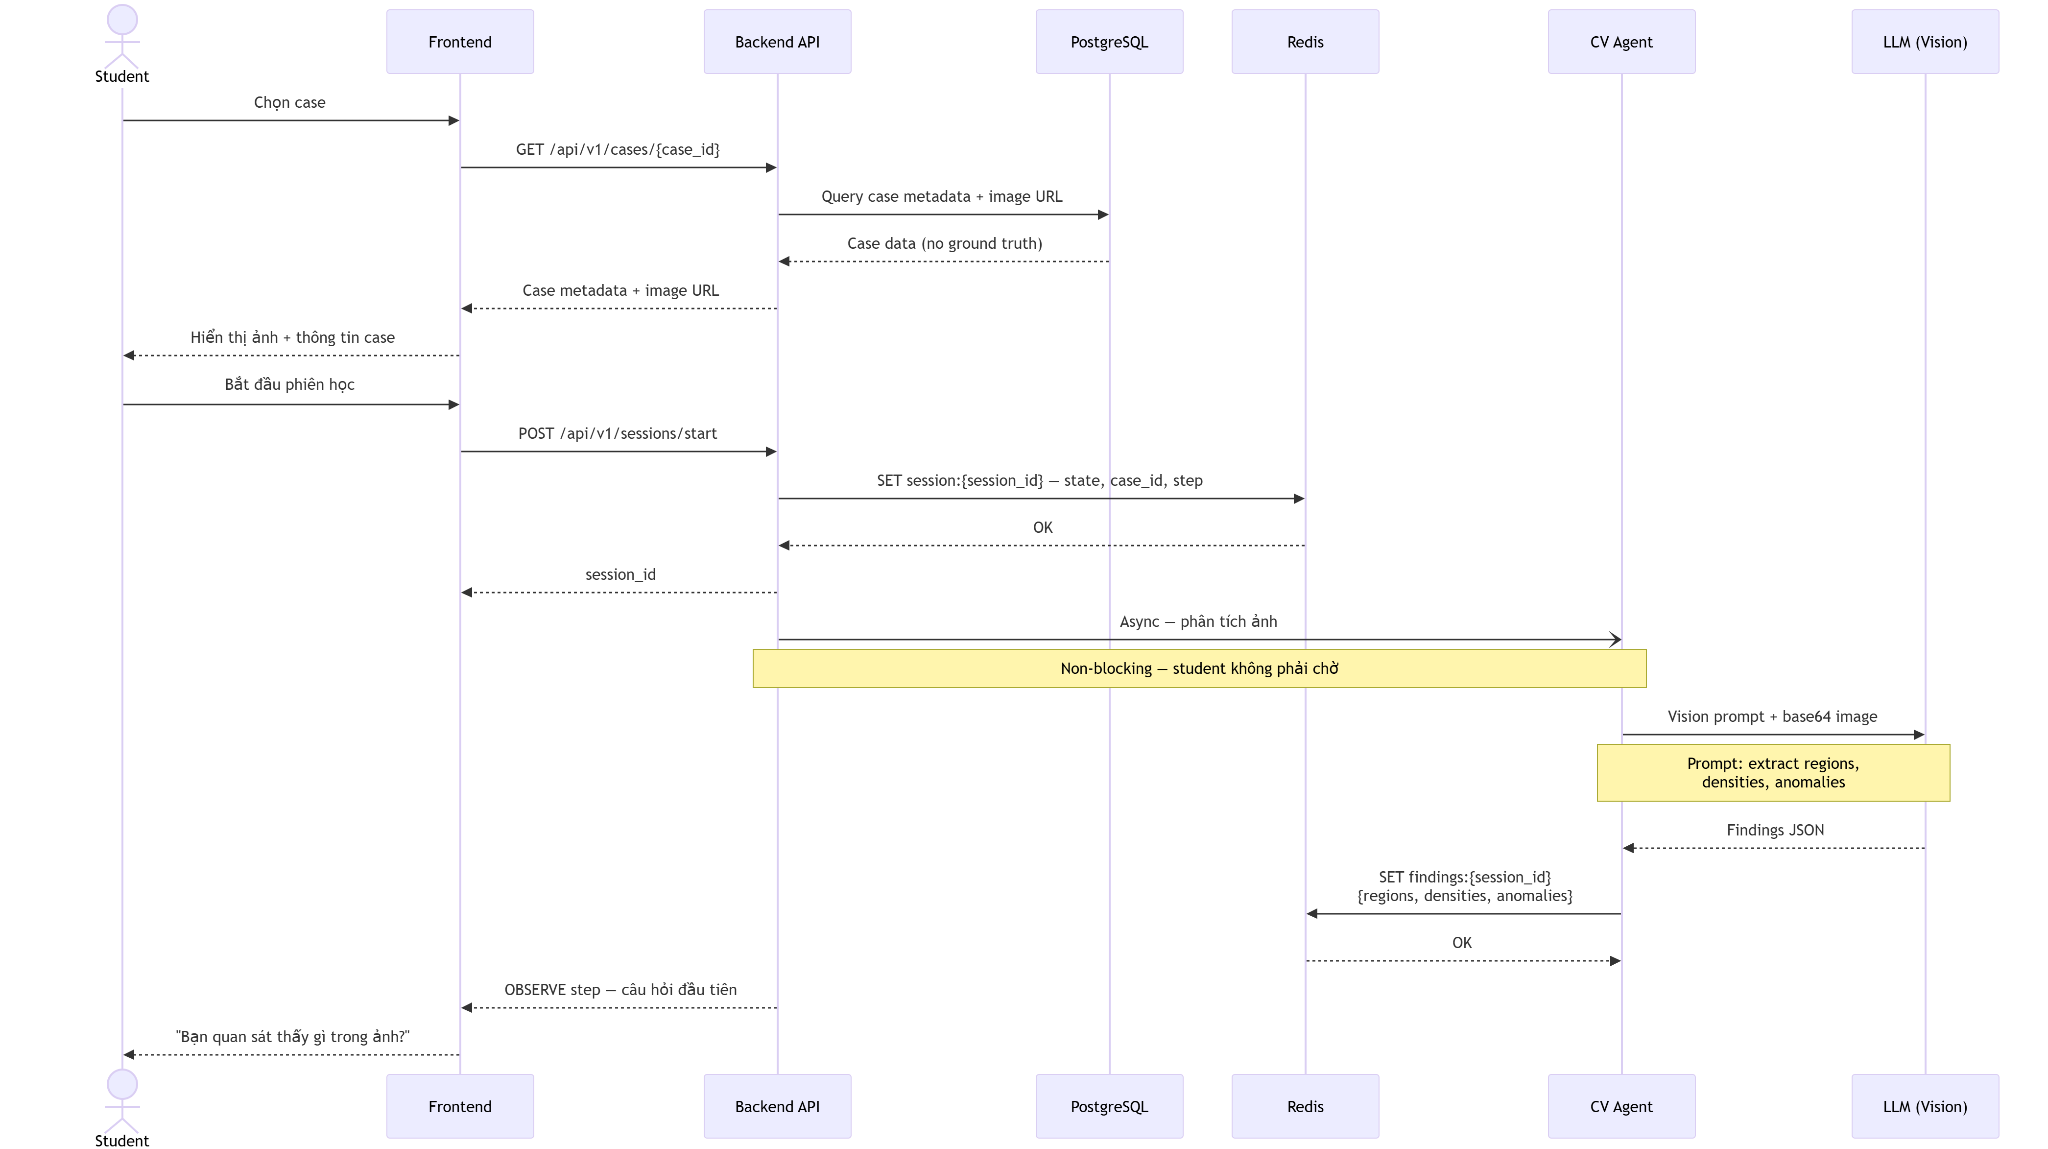 Student
Frontend
Backend API
PostgreSQL
Redis
CV Agent
LLM (Vision)
Chọn case
GET /api/v1/cases/{case_id}
Query case metadata + image URL
Case data (no ground truth)
Case metadata + image URL
Hiển thị ảnh + thông tin case
Bắt đầu phiên học
POST /api/v1/sessions/start
SET session:{session_id} — state, case_id, step
OK
session_id
Async — phân tích ảnh
Non-blocking — student không phải chờ
Vision prompt + base64 image
Prompt: extract regions,
densities, anomalies
Findings JSON
SET findings:{session_id}
{regions, densities, anomalies}
OK
OBSERVE step — câu hỏi đầu tiên
"Bạn quan sát thấy gì trong ảnh?"
Student
Frontend
Backend API
PostgreSQL
Redis
CV Agent
LLM (Vision)